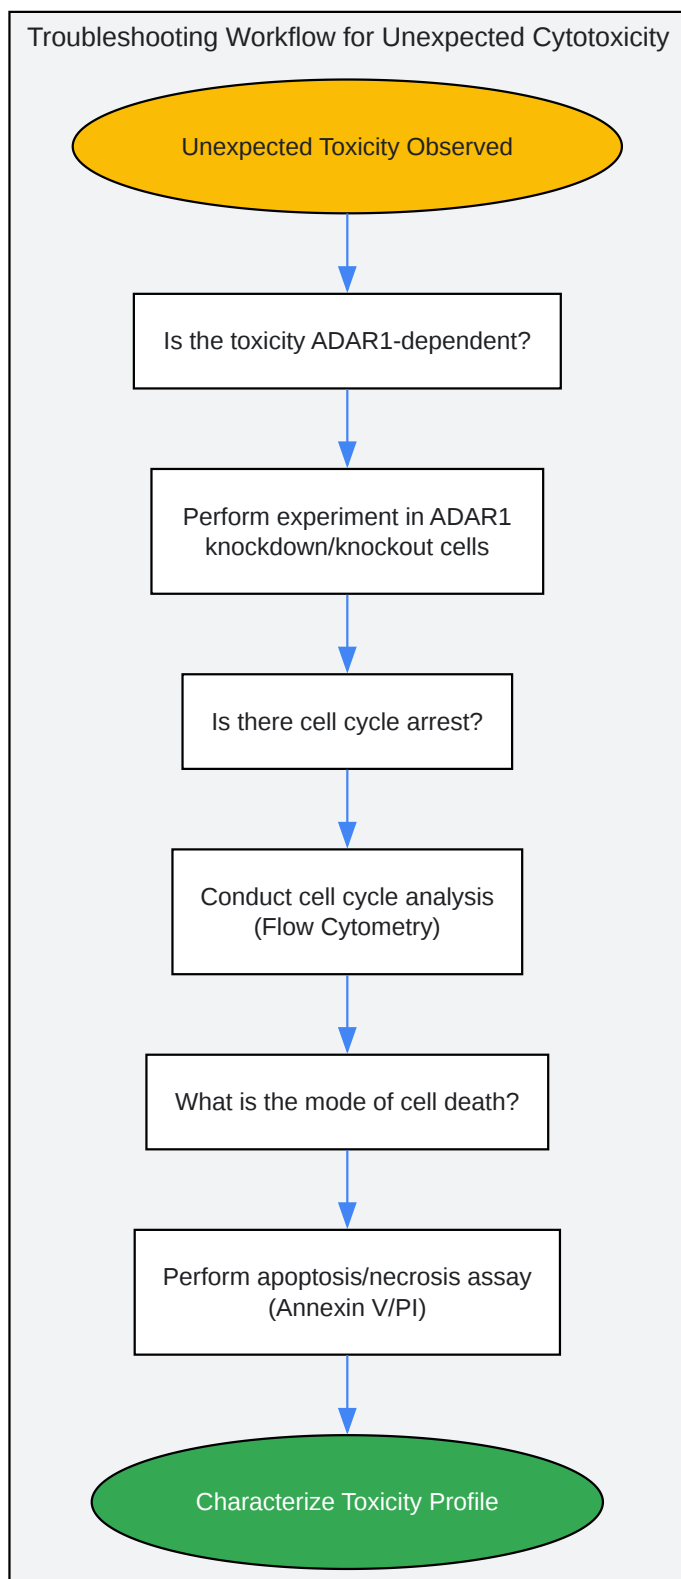 Troubleshooting Workflow for Unexpected Cytotoxicity
Unexpected Toxicity Observed
Is the toxicity ADAR1-dependent?
Perform experiment in ADAR1
knockdown/knockout cells
Is there cell cycle arrest?
Conduct cell cycle analysis
(Flow Cytometry)
What is the mode of cell death?
Perform apoptosis/necrosis assay
(Annexin V/PI)
Characterize Toxicity Profile